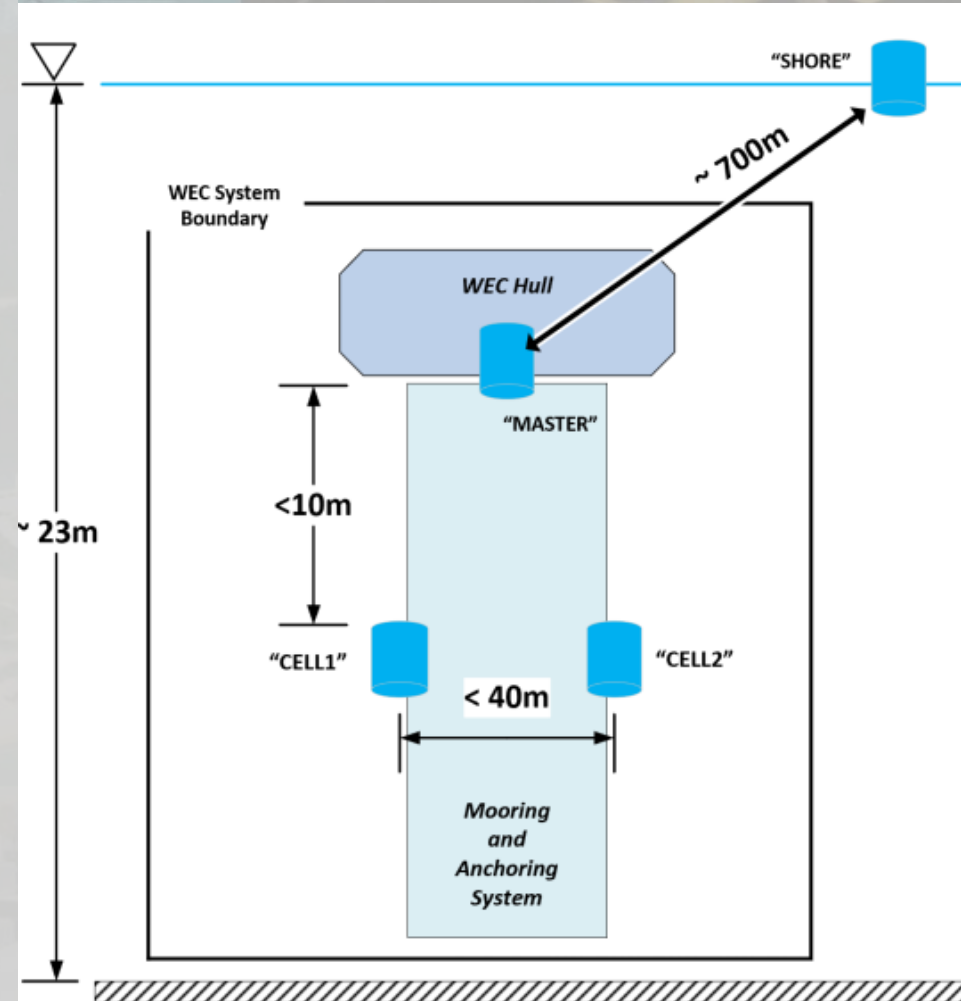 “SHORE”
~ 700m
WEC System
Boundary
WEC Hull
“MASTER”
<10m
~ 23m
“CELL1”
“CELL2”
< 40m
Mooring
and
Anchoring
System